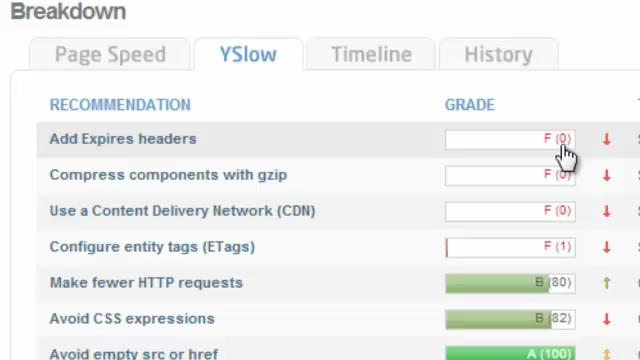 Breakdown
Page Speed YSlow Timeline History
RECOMMENDATION GRADE
Add Expires headers F (0)
Compress components with gzip F (0)
Use a Content Delivery Network (CDN) F (0)
Configure entity tags (ETags) F (1)
Make fewer HTTP requests B (80)
Avoid CSS expressions B (82)
Avoid empty src or href A (100)